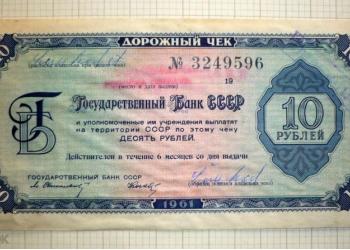 ДОРОЖНЫЙ ЧЕК
№ 3249596
19
Государственный Банк СССР
и уполномоченные им учреждения выплатят
на территории СССР по этому чеку
ДЕСЯТЬ РУБЛЕЙ.
Действителен в течение 6 месяцев со дня выдачи
ГОСУДАРСТВЕННЫЙ БАНК СССР
10
РУБЛЕЙ
1961